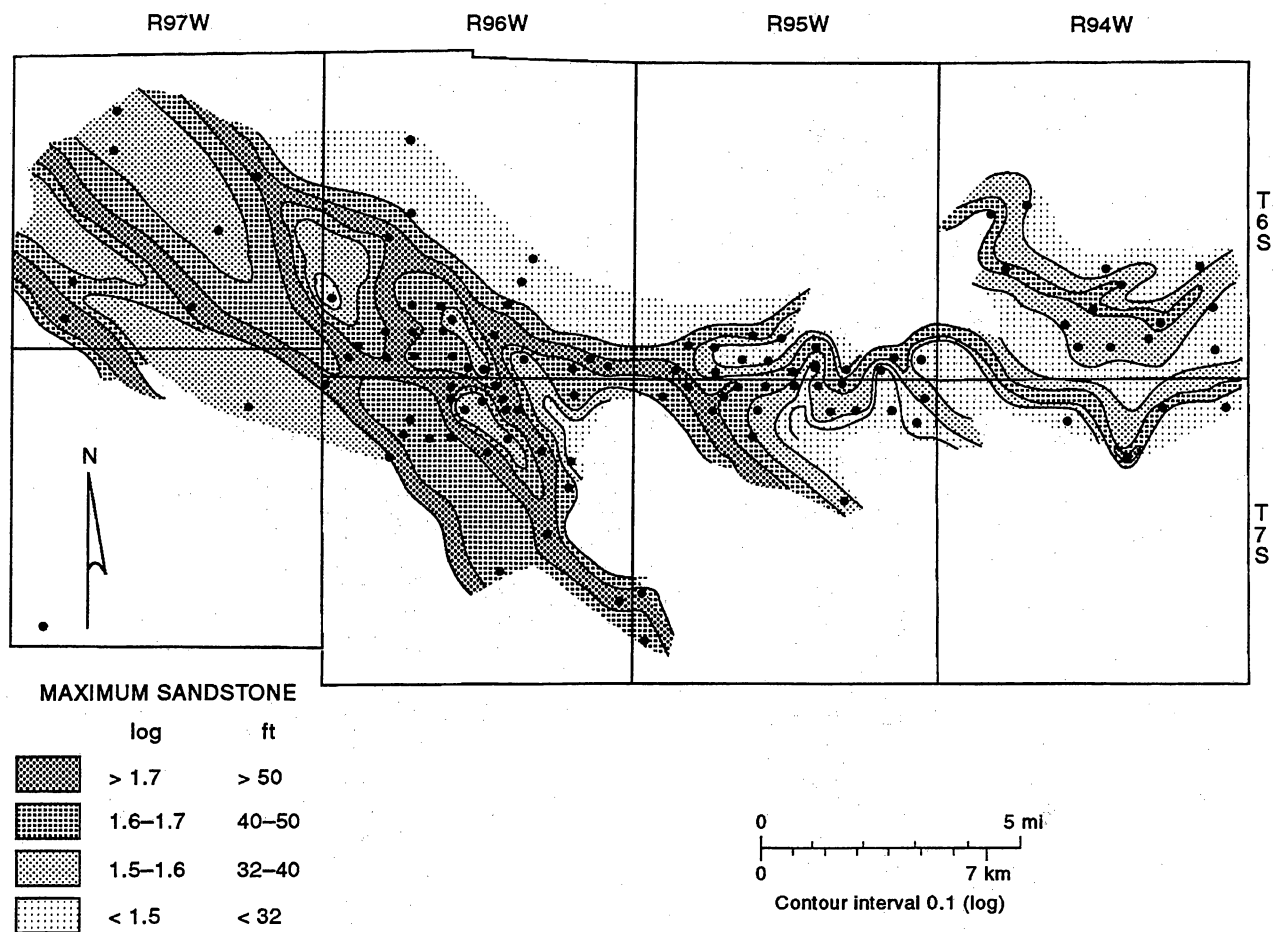 R97W R96W R95W R94W
T
6
S
N
T
7
S
MAXIMUM SANDSTONE
log ft
> 1.7 > 50
1.6–1.7 40–50
1.5–1.6 32–40
< 1.5 < 32
0 5 mi
0 7 km
Contour interval 0.1 (log)